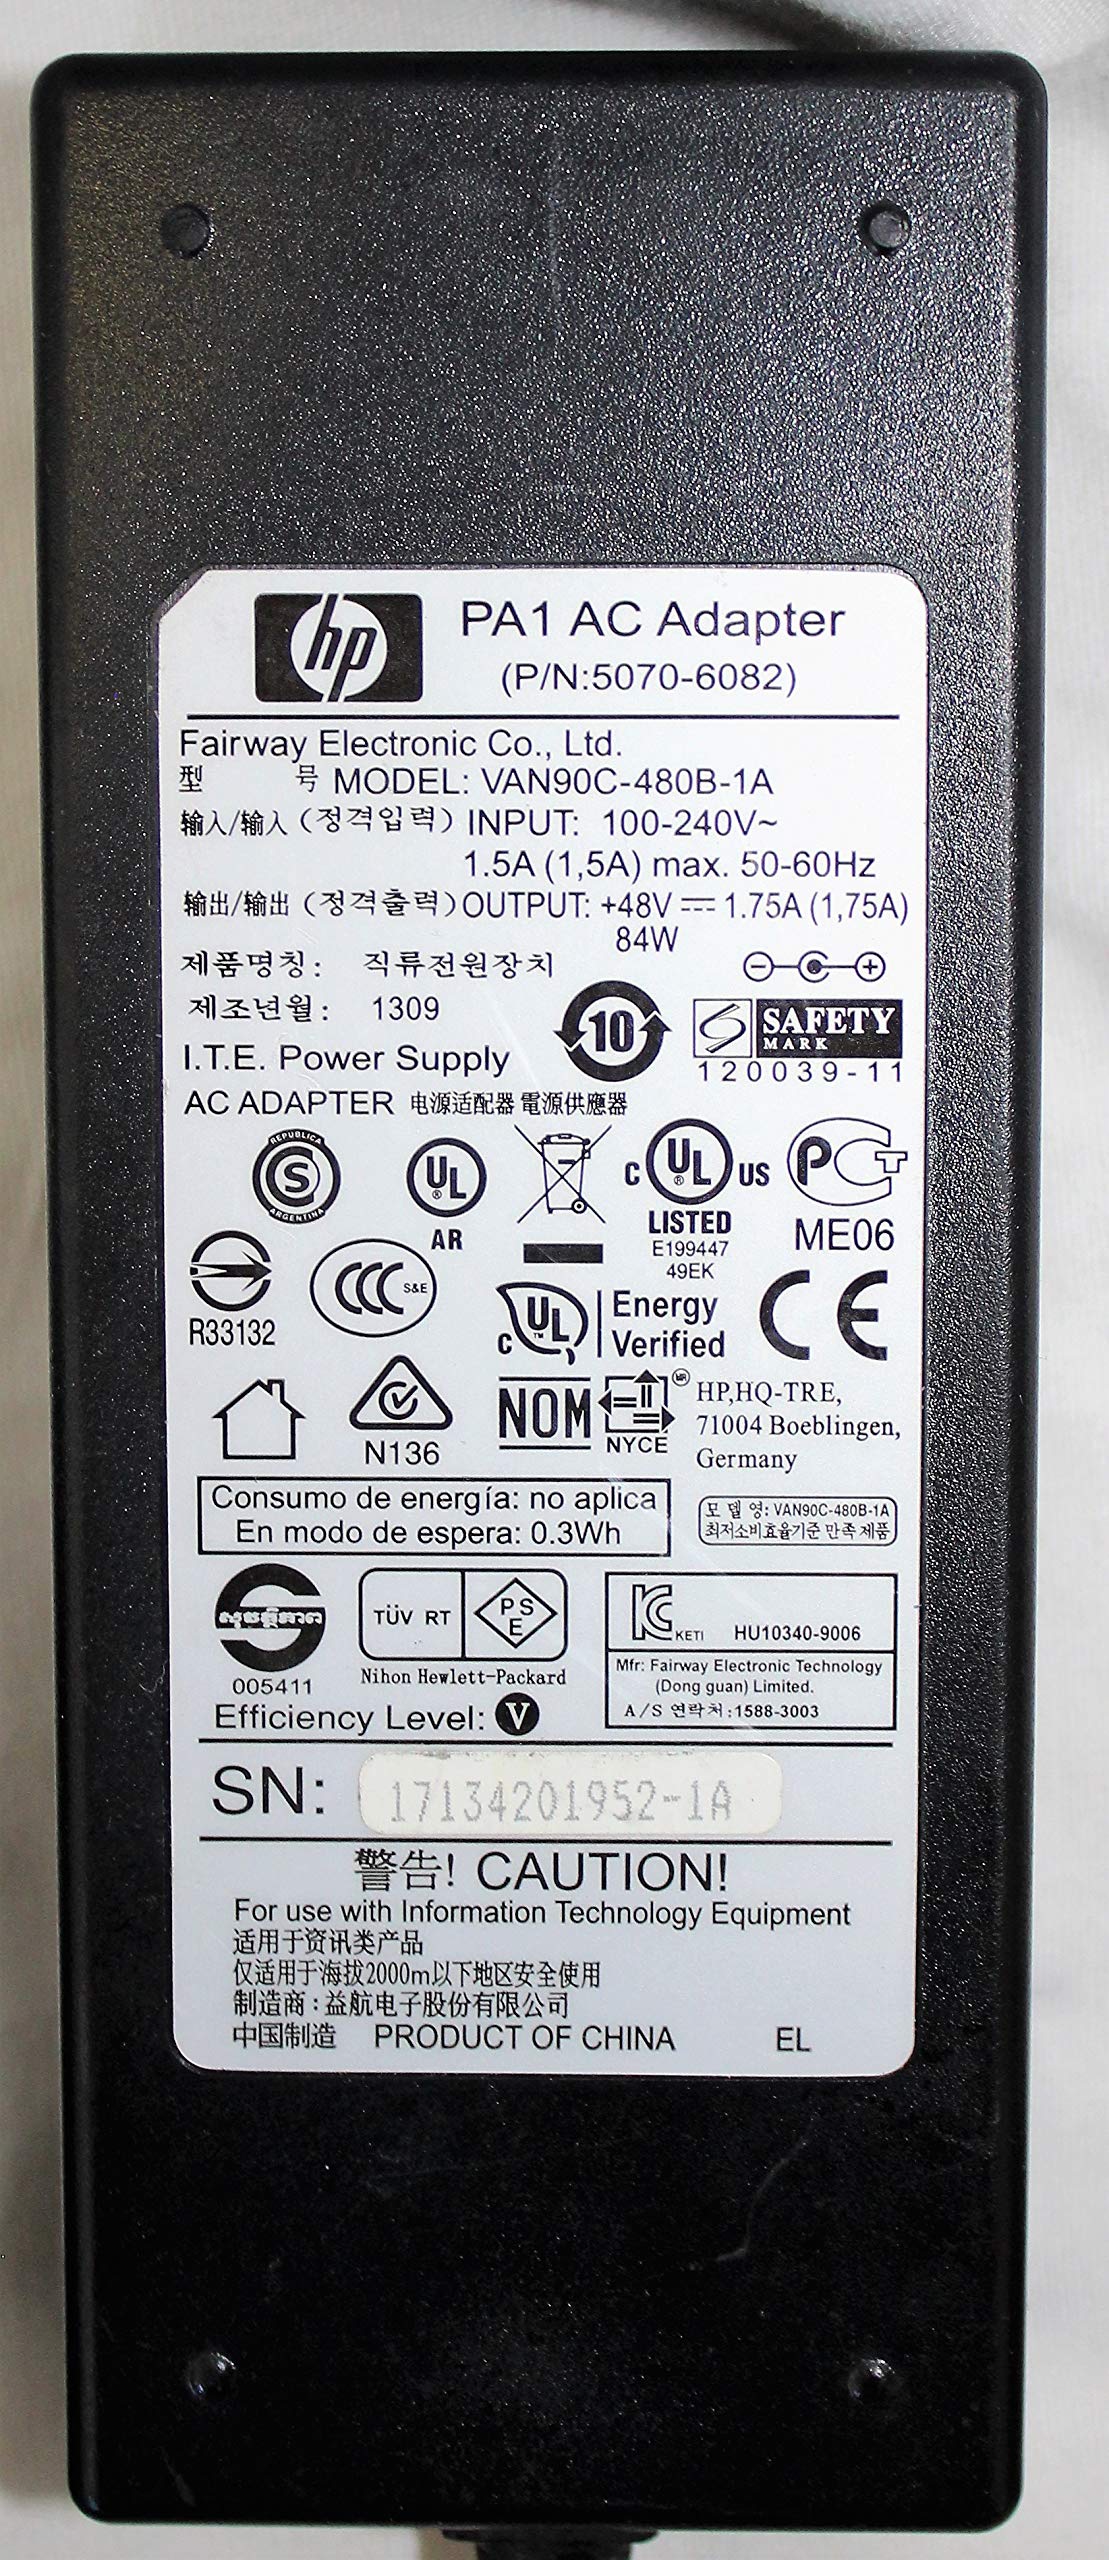 hp PA1 AC Adapter
(P/N:5070-6082)
Fairway Electronic Co., Ltd.
型 号 MODEL: VAN90C-480B-1A
输入/输入 (정격입력) INPUT: 100-240V~
1.5A (1,5A) max. 50-60Hz
输出/输出 (정격출력) OUTPUT: +48V ⎓ 1.75A (1,75A)
84W
제품명칭: 직류전원장치
제조년월: 1309
10
SAFETY
MARK
120039-11
I.T.E. Power Supply
AC ADAPTER 电源适配器 電源供應器
REPUBLICA
S
ARGENTINA
UL ®
AR
C UL ® US
LISTED
E199447
49EK
PCT
ME06
R33132
CCC S&E
C UL ™ Energy
Verified
CE
N136
NOM NYCE MR
HP,HQ-TRE,
71004 Boeblingen,
Germany
Consumo de energía: no aplica
En modo de espera: 0.3Wh
모 델 명: VAN90C-480B-1A
최저소비효율기준 만족 제품
005411
TÜV RT PSE
Nihon Hewlett-Packard
KC KETI HU10340-9006
Mfr: Fairway Electronic Technology
(Dong guan) Limited.
A/S 연락처:1588-3003
Efficiency Level: V
SN: 17134201952-1A
警告! CAUTION!
For use with Information Technology Equipment
适用于资讯类产品
仅适用于海拔2000m以下地区安全使用
制造商:益航电子股份有限公司
中国制造 PRODUCT OF CHINA EL